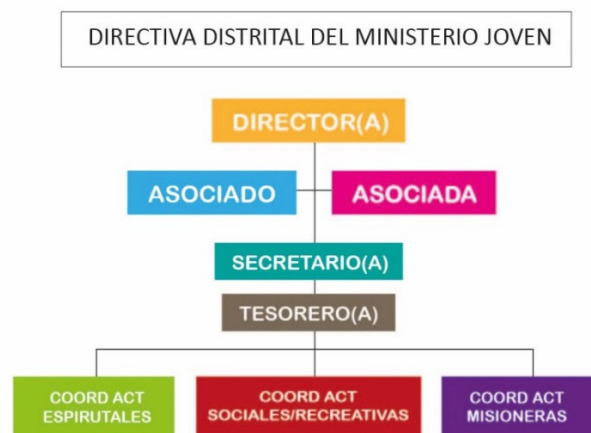 DIRECTIVA DISTRITAL DEL MINISTERIO JOVEN
DIRECTOR(A)
ASOCIADO
ASOCIADA
SECRETARIO(A)
TESORERO(A)
COORD ACT
ESPIRUTALES
COORD ACT
SOCIALES/RECREATIVAS
COORD ACT
MISIONERAS